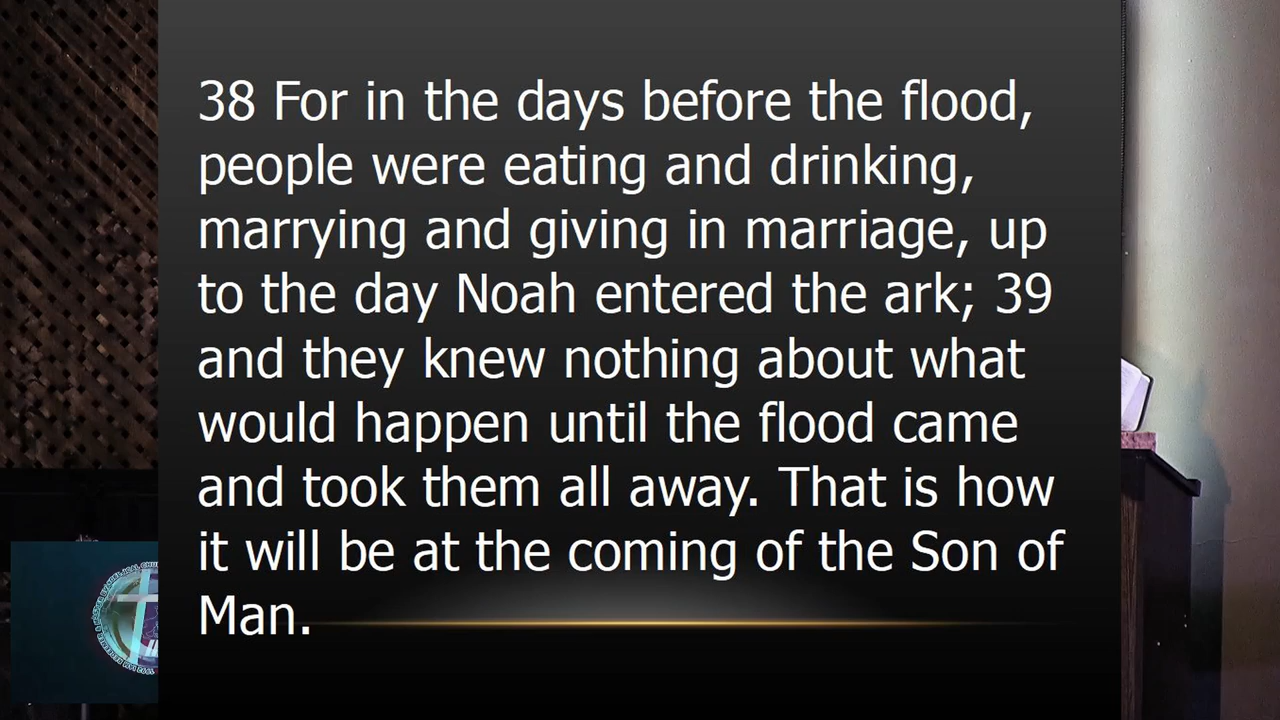 38 For in the days before the flood,
people were eating and drinking,
marrying and giving in marriage, up
to the day Noah entered the ark; 39
and they knew nothing about what
would happen until the flood came
and took them all away. That is how
it will be at the coming of the Son of
Man.